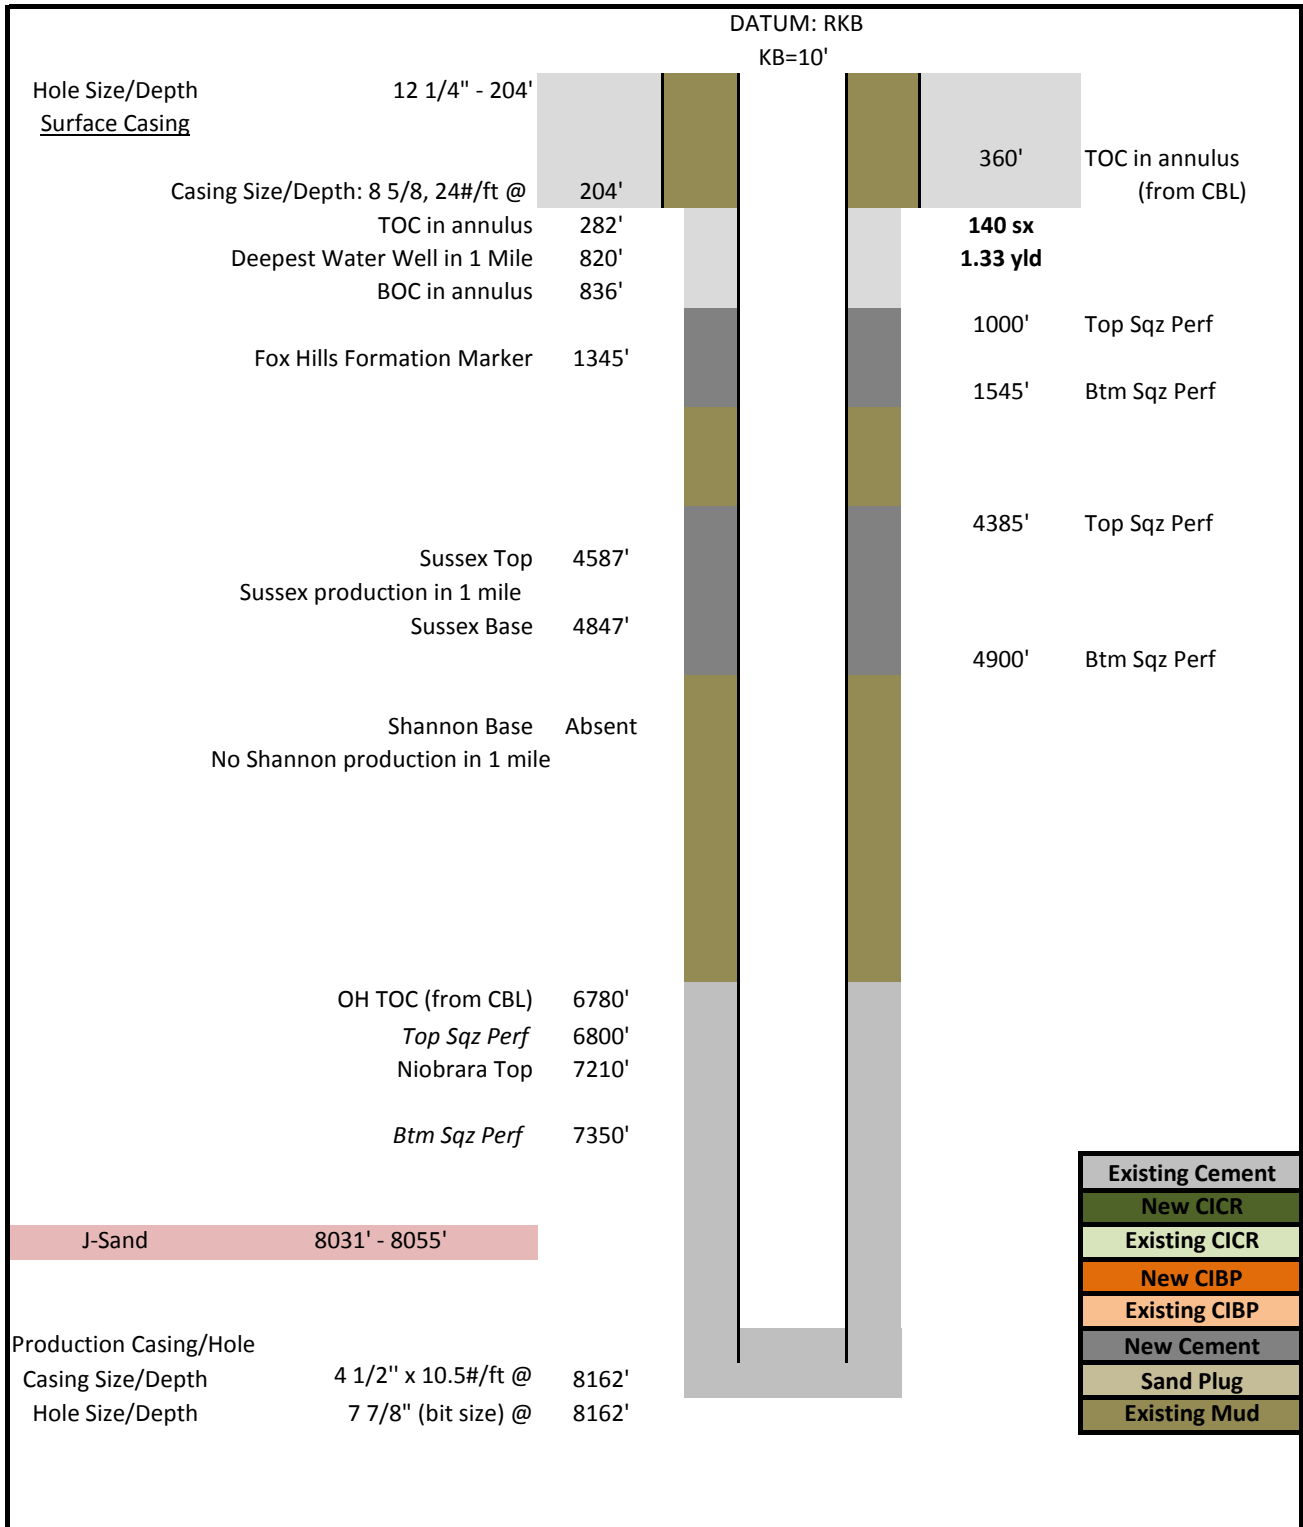 DATUM: RKB
KB=10'
Hole Size/Depth 12 1/4" - 204'
Surface Casing
360' TOC in annulus
Casing Size/Depth: 8 5/8, 24#/ft @ 204' (from CBL)
TOC in annulus 282' 140 sx
Deepest Water Well in 1 Mile 820' 1.33 yld
BOC in annulus 836'
1000' Top Sqz Perf
Fox Hills Formation Marker 1345'
1545' Btm Sqz Perf
4385' Top Sqz Perf
Sussex Top 4587'
Sussex production in 1 mile
Sussex Base 4847'
4900' Btm Sqz Perf
Shannon Base Absent
No Shannon production in 1 mile
OH TOC (from CBL) 6780'
Top Sqz Perf 6800'
Niobrara Top 7210'
Btm Sqz Perf 7350'
Existing Cement
New CICR
J-Sand 8031' - 8055' Existing CICR
New CIBP
Existing CIBP
Production Casing/Hole New Cement
Casing Size/Depth 4 1/2'' x 10.5#/ft @ 8162' Sand Plug
Hole Size/Depth 7 7/8" (bit size) @ 8162' Existing Mud